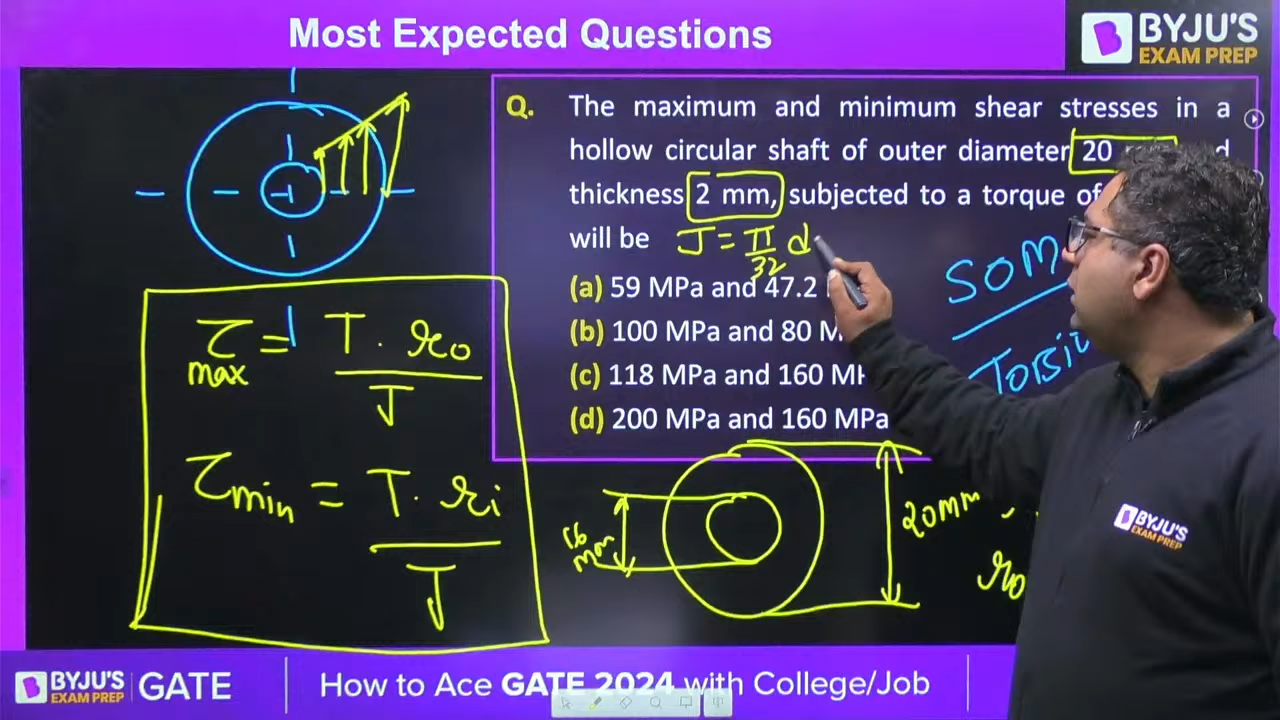 Most Expected Questions
BYJU'S
EXAM PREP
Q. The maximum and minimum shear stresses in a
hollow circular shaft of outer diameter 20
thickness 2 mm, subjected to a torque of
will be J = π/32 d
(a) 59 MPa and 47.2
(b) 100 MPa and 80
(c) 118 MPa and 160
(d) 200 MPa and 160 MPa
SOM
τmax = T. ro / J
τmin = T. ri / J
16 mm
20mm
ro
BYJU'S
EXAM PREP
BYJU'S
EXAM PREP
GATE
How to Ace GATE 2024 with College/Job